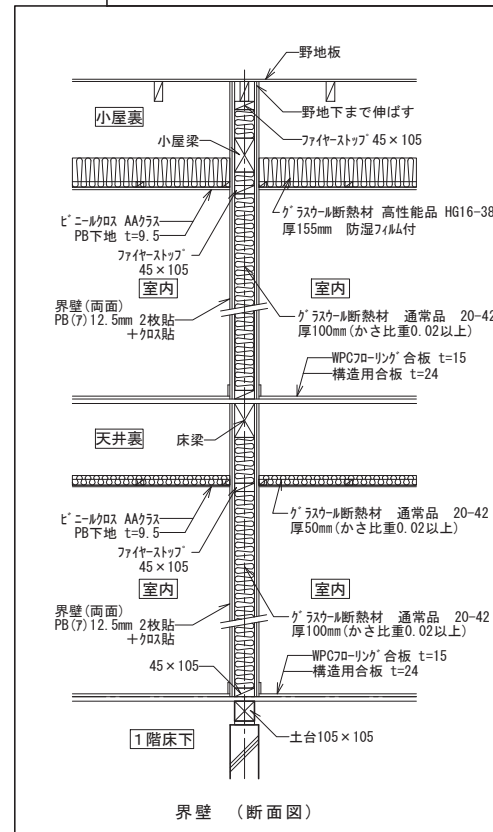 野地板
小屋裏
野地下まで伸ばす
ファイヤーストップ 45×105
小屋梁
ビニールクロス AAクラス
PB下地 t=9.5
グラスウール断熱材 高性能品 HG16-38
厚155mm 防湿フィルム付
ファイヤーストップ
45×105
室内
室内
界壁(両面)
PB(ア)12.5mm 2枚貼
+クロス貼
グラスウール断熱材 通常品 20-42
厚100mm(かさ比重0.02以上)
WPCフローリング合板 t=15
構造用合板 t=24
天井裏
床梁
ビニールクロス AAクラス
PB下地 t=9.5
グラスウール断熱材 通常品 20-42
厚50mm(かさ比重0.02以上)
ファイヤーストップ
45×105
室内
室内
界壁(両面)
PB(ア)12.5mm 2枚貼
+クロス貼
グラスウール断熱材 通常品 20-42
厚100mm(かさ比重0.02以上)
45×105
WPCフローリング合板 t=15
構造用合板 t=24
1階床下
土台105×105
界壁 (断面図)